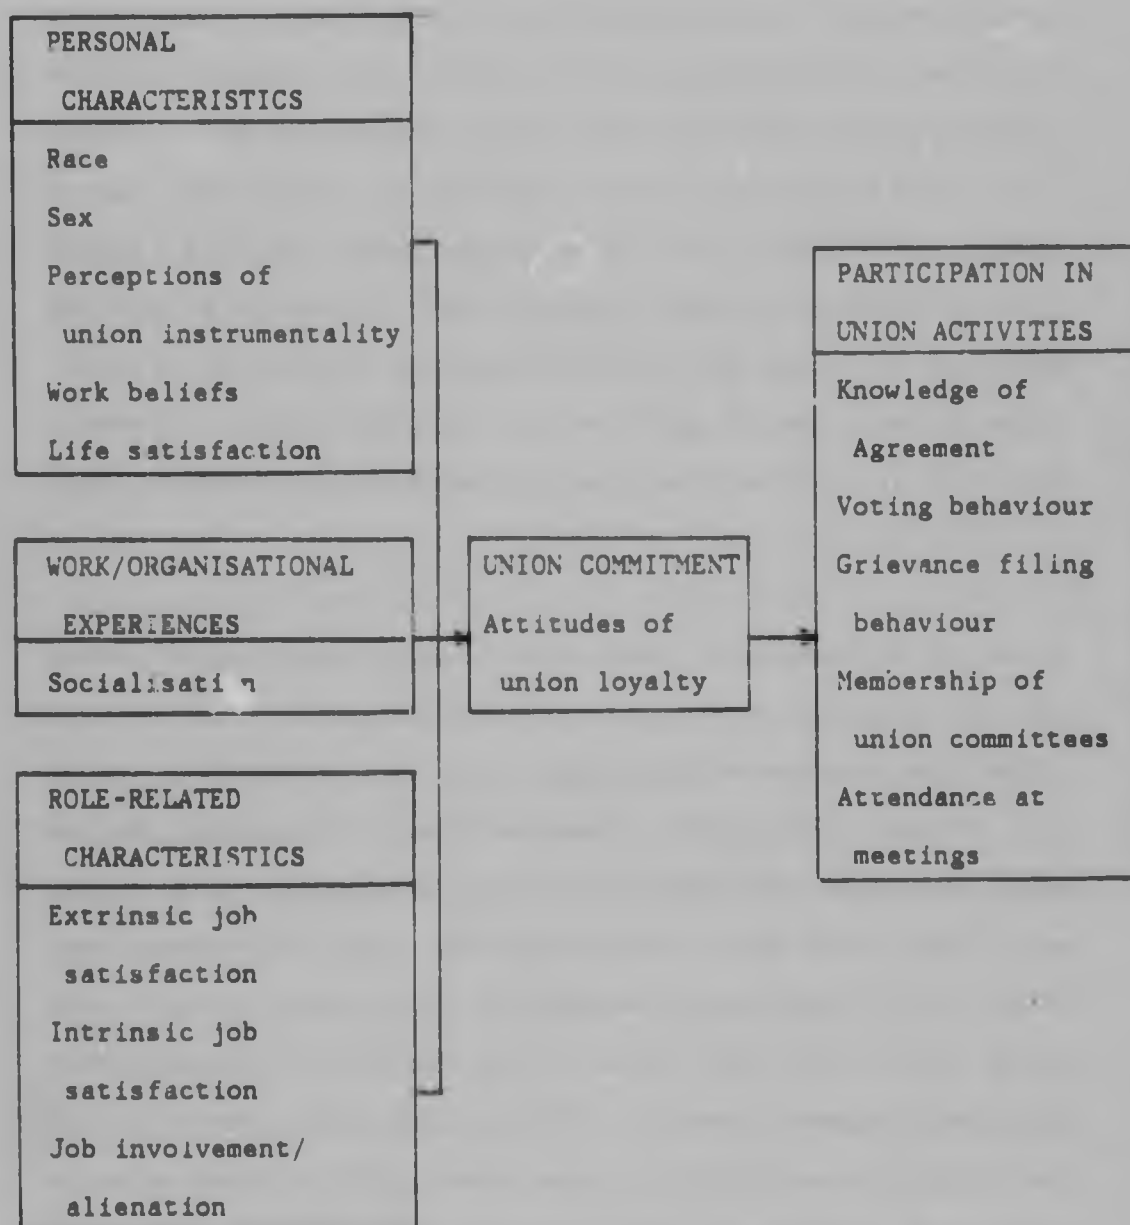 PERSONAL
CHARACTERISTICS
Race
Sex
Perceptions of
union instrumentality
Work beliefs
Life satisfaction
WORK/ORGANISATIONAL
EXPERIENCES
Socialisation
ROLE-RELATED
CHARACTERISTICS
Extrinsic job
satisfaction
Intrinsic job
satisfaction
Job involvement/
alienation
UNION COMMITMENT
Attitudes of
union loyalty
PARTICIPATION IN
UNION ACTIVITIES
Knowledge of
Agreement
Voting behaviour
Grievance filing
behaviour
Membership of
union committees
Attendance at
meetings